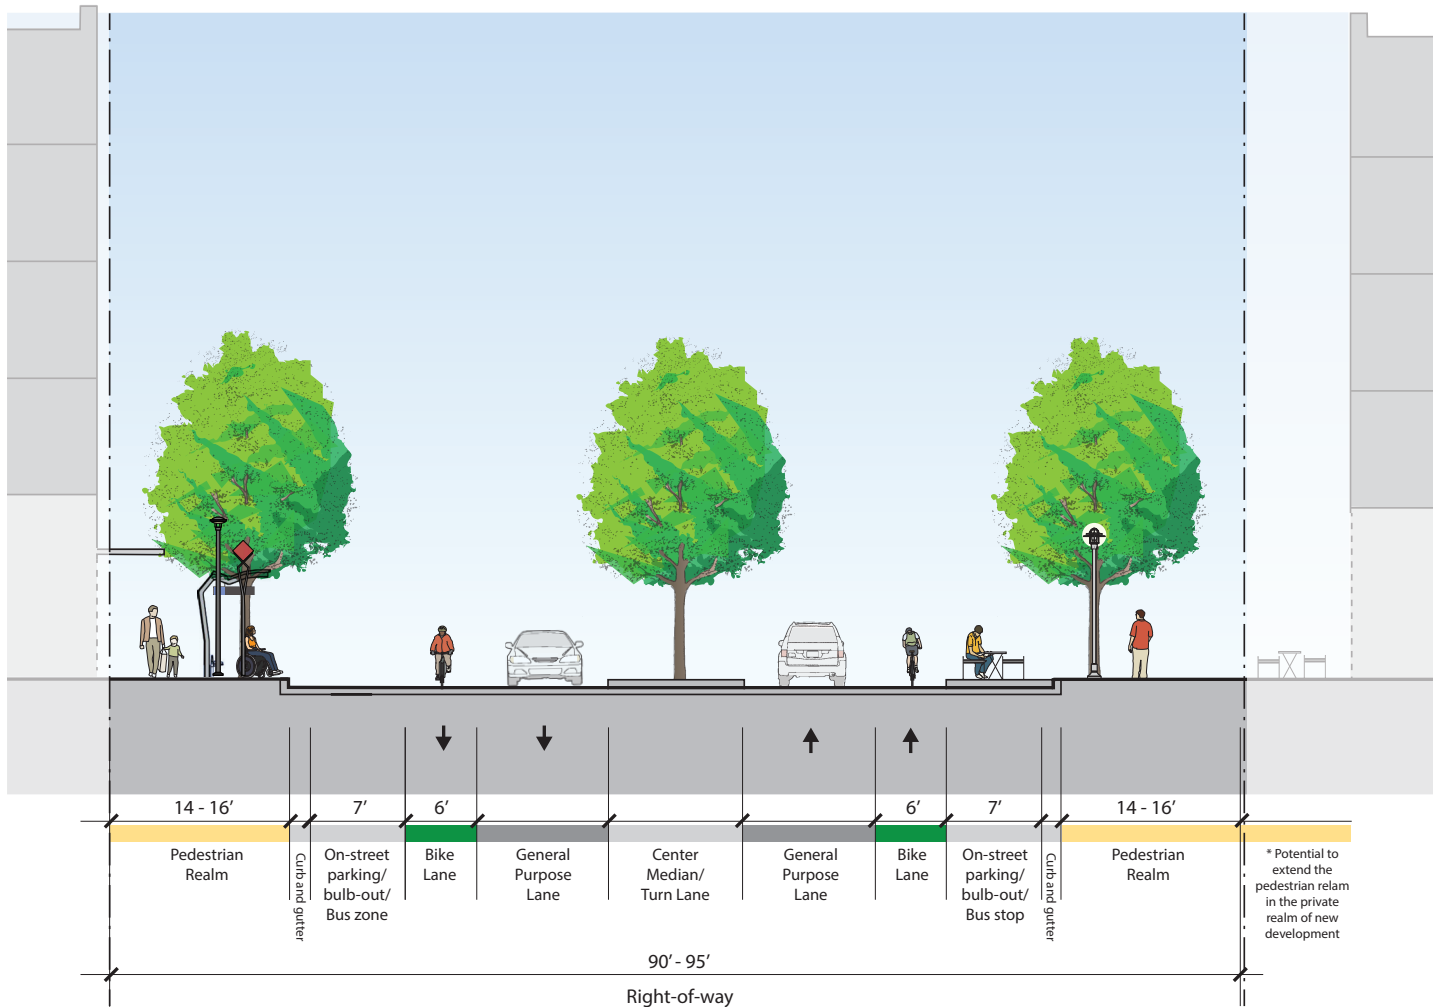 14 - 16’
7’
6’
6’
7’
14 - 16’
Pedestrian
Realm
Curb and gutter
On-street
parking/
bulb-out/
Bus zone
Bike
Lane
General
Purpose
Lane
Center
Median/
Turn Lane
General
Purpose
Lane
Bike
Lane
On-street
parking/
bulb-out/
Bus stop
Curb and gutter
Pedestrian
Realm
* Potential to
extend the
pedestrian relam
in the private
realm of new
development
90’ - 95’
Right-of-way